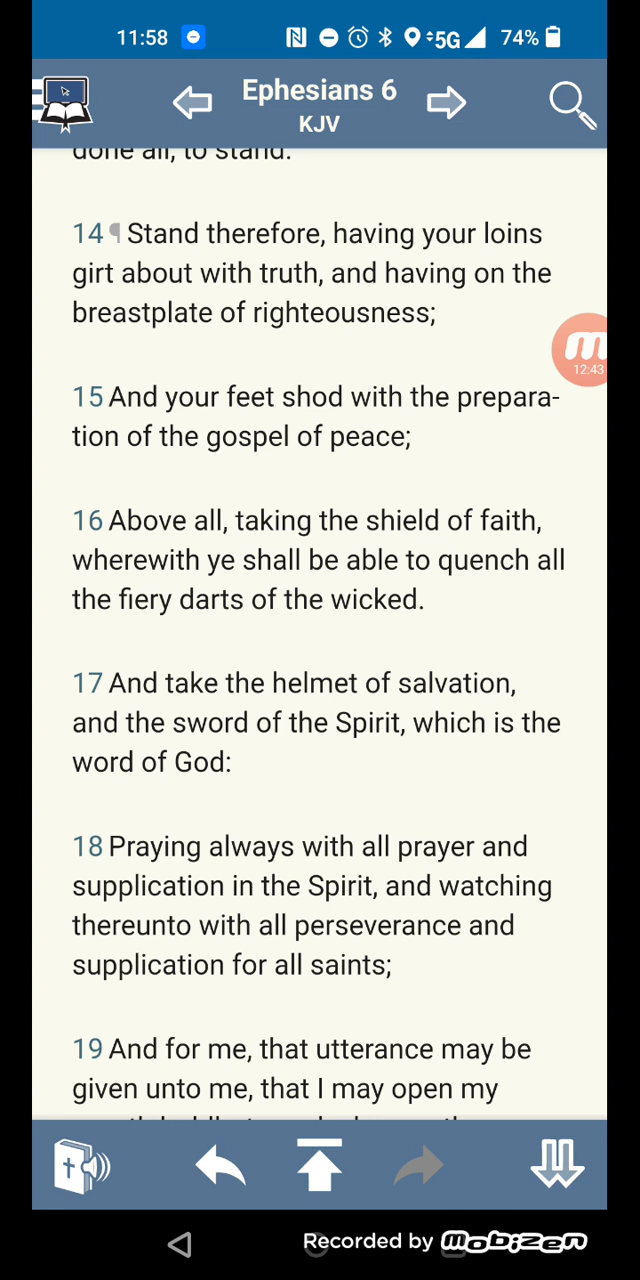 11:58 5G 74%
Ephesians 6
KJV
done all, to stand.
14 ¶ Stand therefore, having your loins
girt about with truth, and having on the
breastplate of righteousness;
12:43
15 And your feet shod with the prepara-
tion of the gospel of peace;
16 Above all, taking the shield of faith,
wherewith ye shall be able to quench all
the fiery darts of the wicked.
17 And take the helmet of salvation,
and the sword of the Spirit, which is the
word of God:
18 Praying always with all prayer and
supplication in the Spirit, and watching
thereunto with all perseverance and
supplication for all saints;
19 And for me, that utterance may be
given unto me, that I may open my
Recorded by mobizen